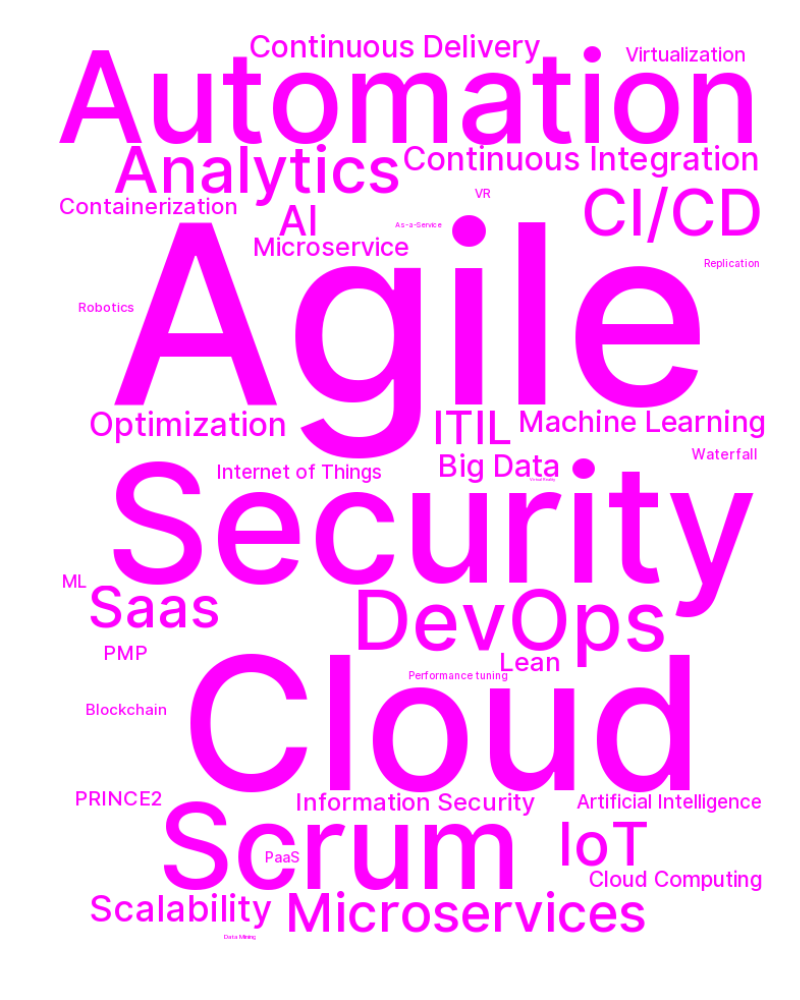 Continuous Delivery
Virtualization
Automation
Analytics
Continuous Integration
Containerization
AI
VR
CI/CD
As-a-Service
Microservice
Agile
Replication
Robotics
Optimization
ITIL
Machine Learning
Internet of Things
Big Data
Waterfall
Virtual Reality
Security
ML
Saas
DevOps
PMP
Lean
Performance tuning
Cloud
Blockchain
PRINCE2
Information Security
Artificial Intelligence
Scrum
IoT
PaaS
Cloud Computing
Scalability
Microservices
Data Mining